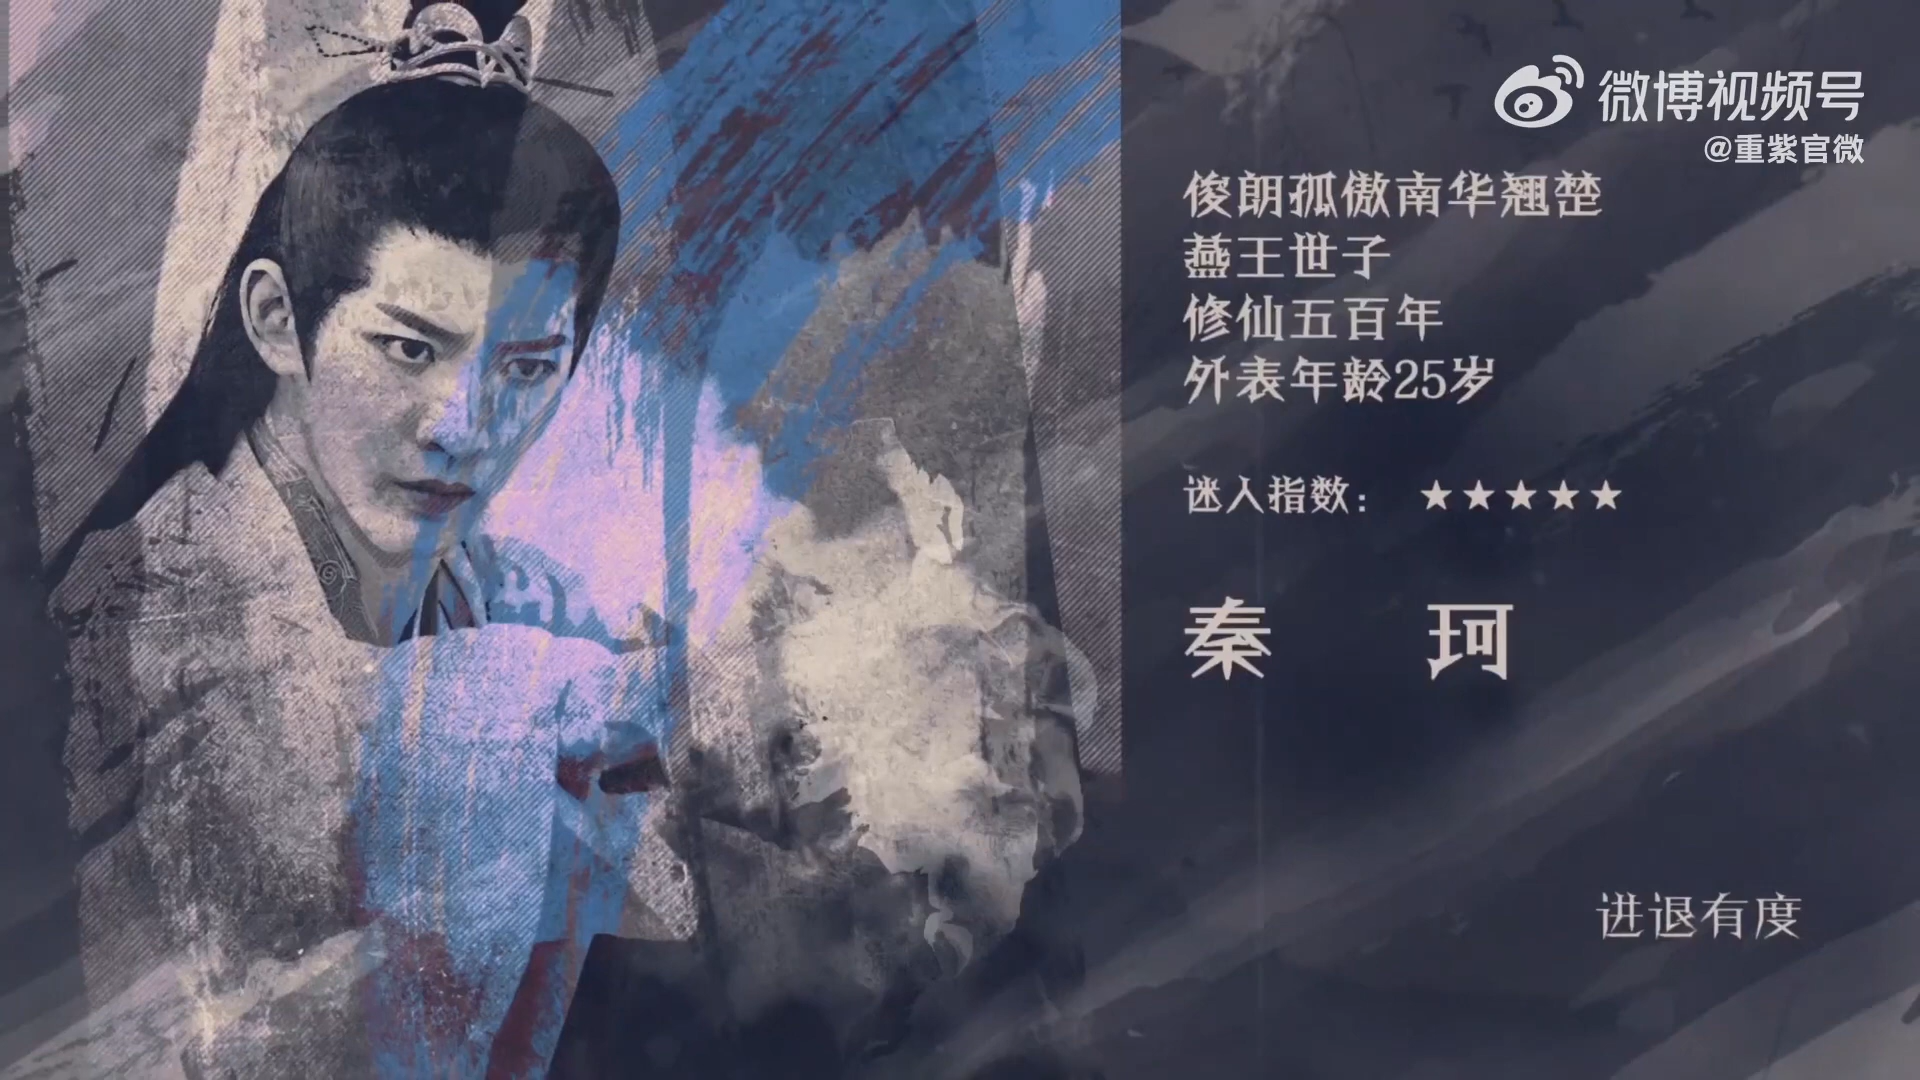 微博视频号
@重紫官微
俊朗孤傲南华翘楚
燕王世子
修仙五百年
外表年龄25岁
迷人指数： ★★★★★
秦 珂
进退有度